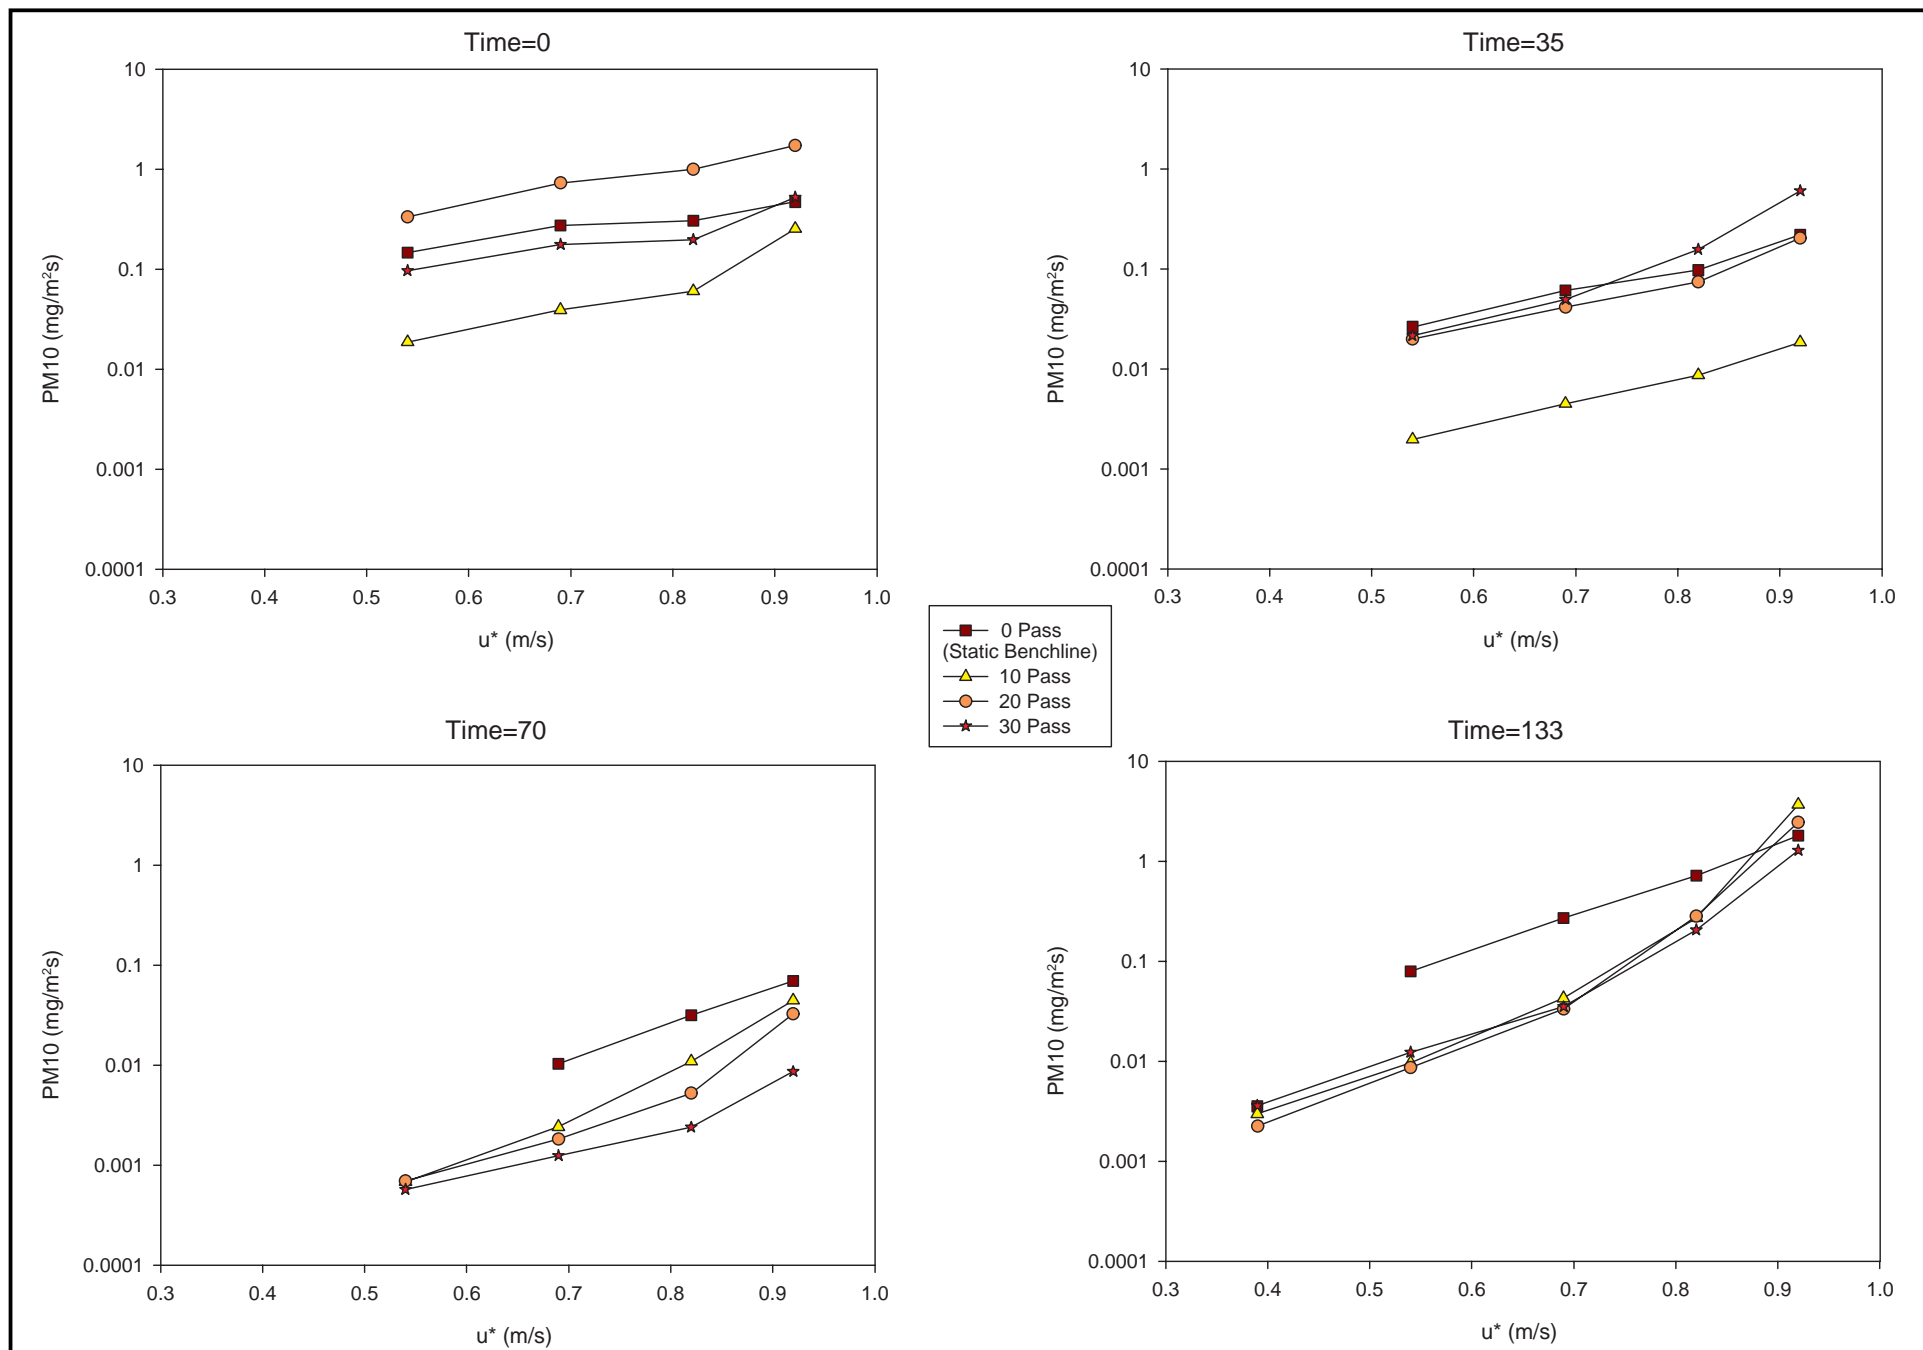 Time=0
10
1
0.1
0.01
0.001
0.0001
PM10 (mg/m²s)
0.3 0.4 0.5 0.6 0.7 0.8 0.9 1.0
u* (m/s)
Time=35
10
1
0.1
0.01
0.001
0.0001
PM10 (mg/m²s)
0.3 0.4 0.5 0.6 0.7 0.8 0.9 1.0
u* (m/s)
0 Pass
(Static Benchline)
10 Pass
20 Pass
30 Pass
Time=70
10
1
0.1
0.01
0.001
0.0001
PM10 (mg/m²s)
0.3 0.4 0.5 0.6 0.7 0.8 0.9 1.0
u* (m/s)
Time=133
10
1
0.1
0.01
0.001
0.0001
PM10 (mg/m²s)
0.3 0.4 0.5 0.6 0.7 0.8 0.9 1.0
u* (m/s)